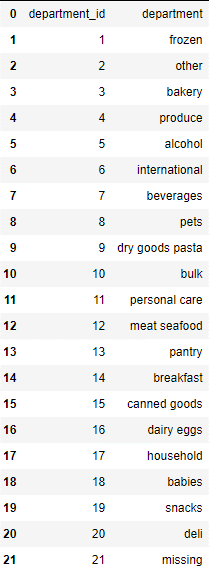 0 department_id department
1 1 frozen
2 2 other
3 3 bakery
4 4 produce
5 5 alcohol
6 6 international
7 7 beverages
8 8 pets
9 9 dry goods pasta
10 10 bulk
11 11 personal care
12 12 meat seafood
13 13 pantry
14 14 breakfast
15 15 canned goods
16 16 dairy eggs
17 17 household
18 18 babies
19 19 snacks
20 20 deli
21 21 missing